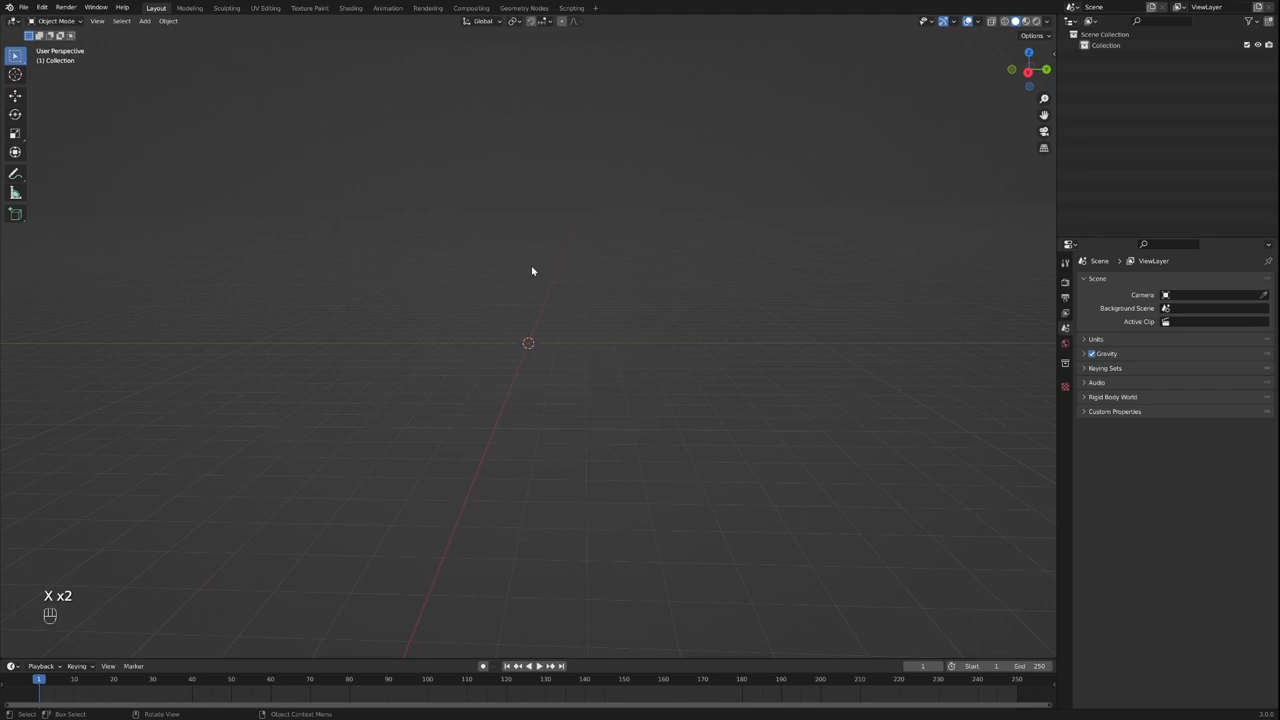 File Edit Render Window Help Layout Modeling Sculpting UV Editing Texture Paint Shading Animation Rendering Compositing Geometry Nodes Scripting + Scene ViewLayer
Object Mode View Select Add Object Global
Options
User Perspective
(1) Collection
Z
Y
X
Scene Collection
Collection
Scene > ViewLayer
Scene
Camera
Background Scene
Active Clip
Units
Gravity
Keying Sets
Audio
Rigid Body World
Custom Properties
X x2
Playback Keying View Marker 1 Start 1 End 250
1 10 20 30 40 50 60 70 80 90 100 110 120 130 140 150 160 170 180 190 200 210 220 230 240 250
Select Box Select Rotate View Object Context Menu 3.0.0